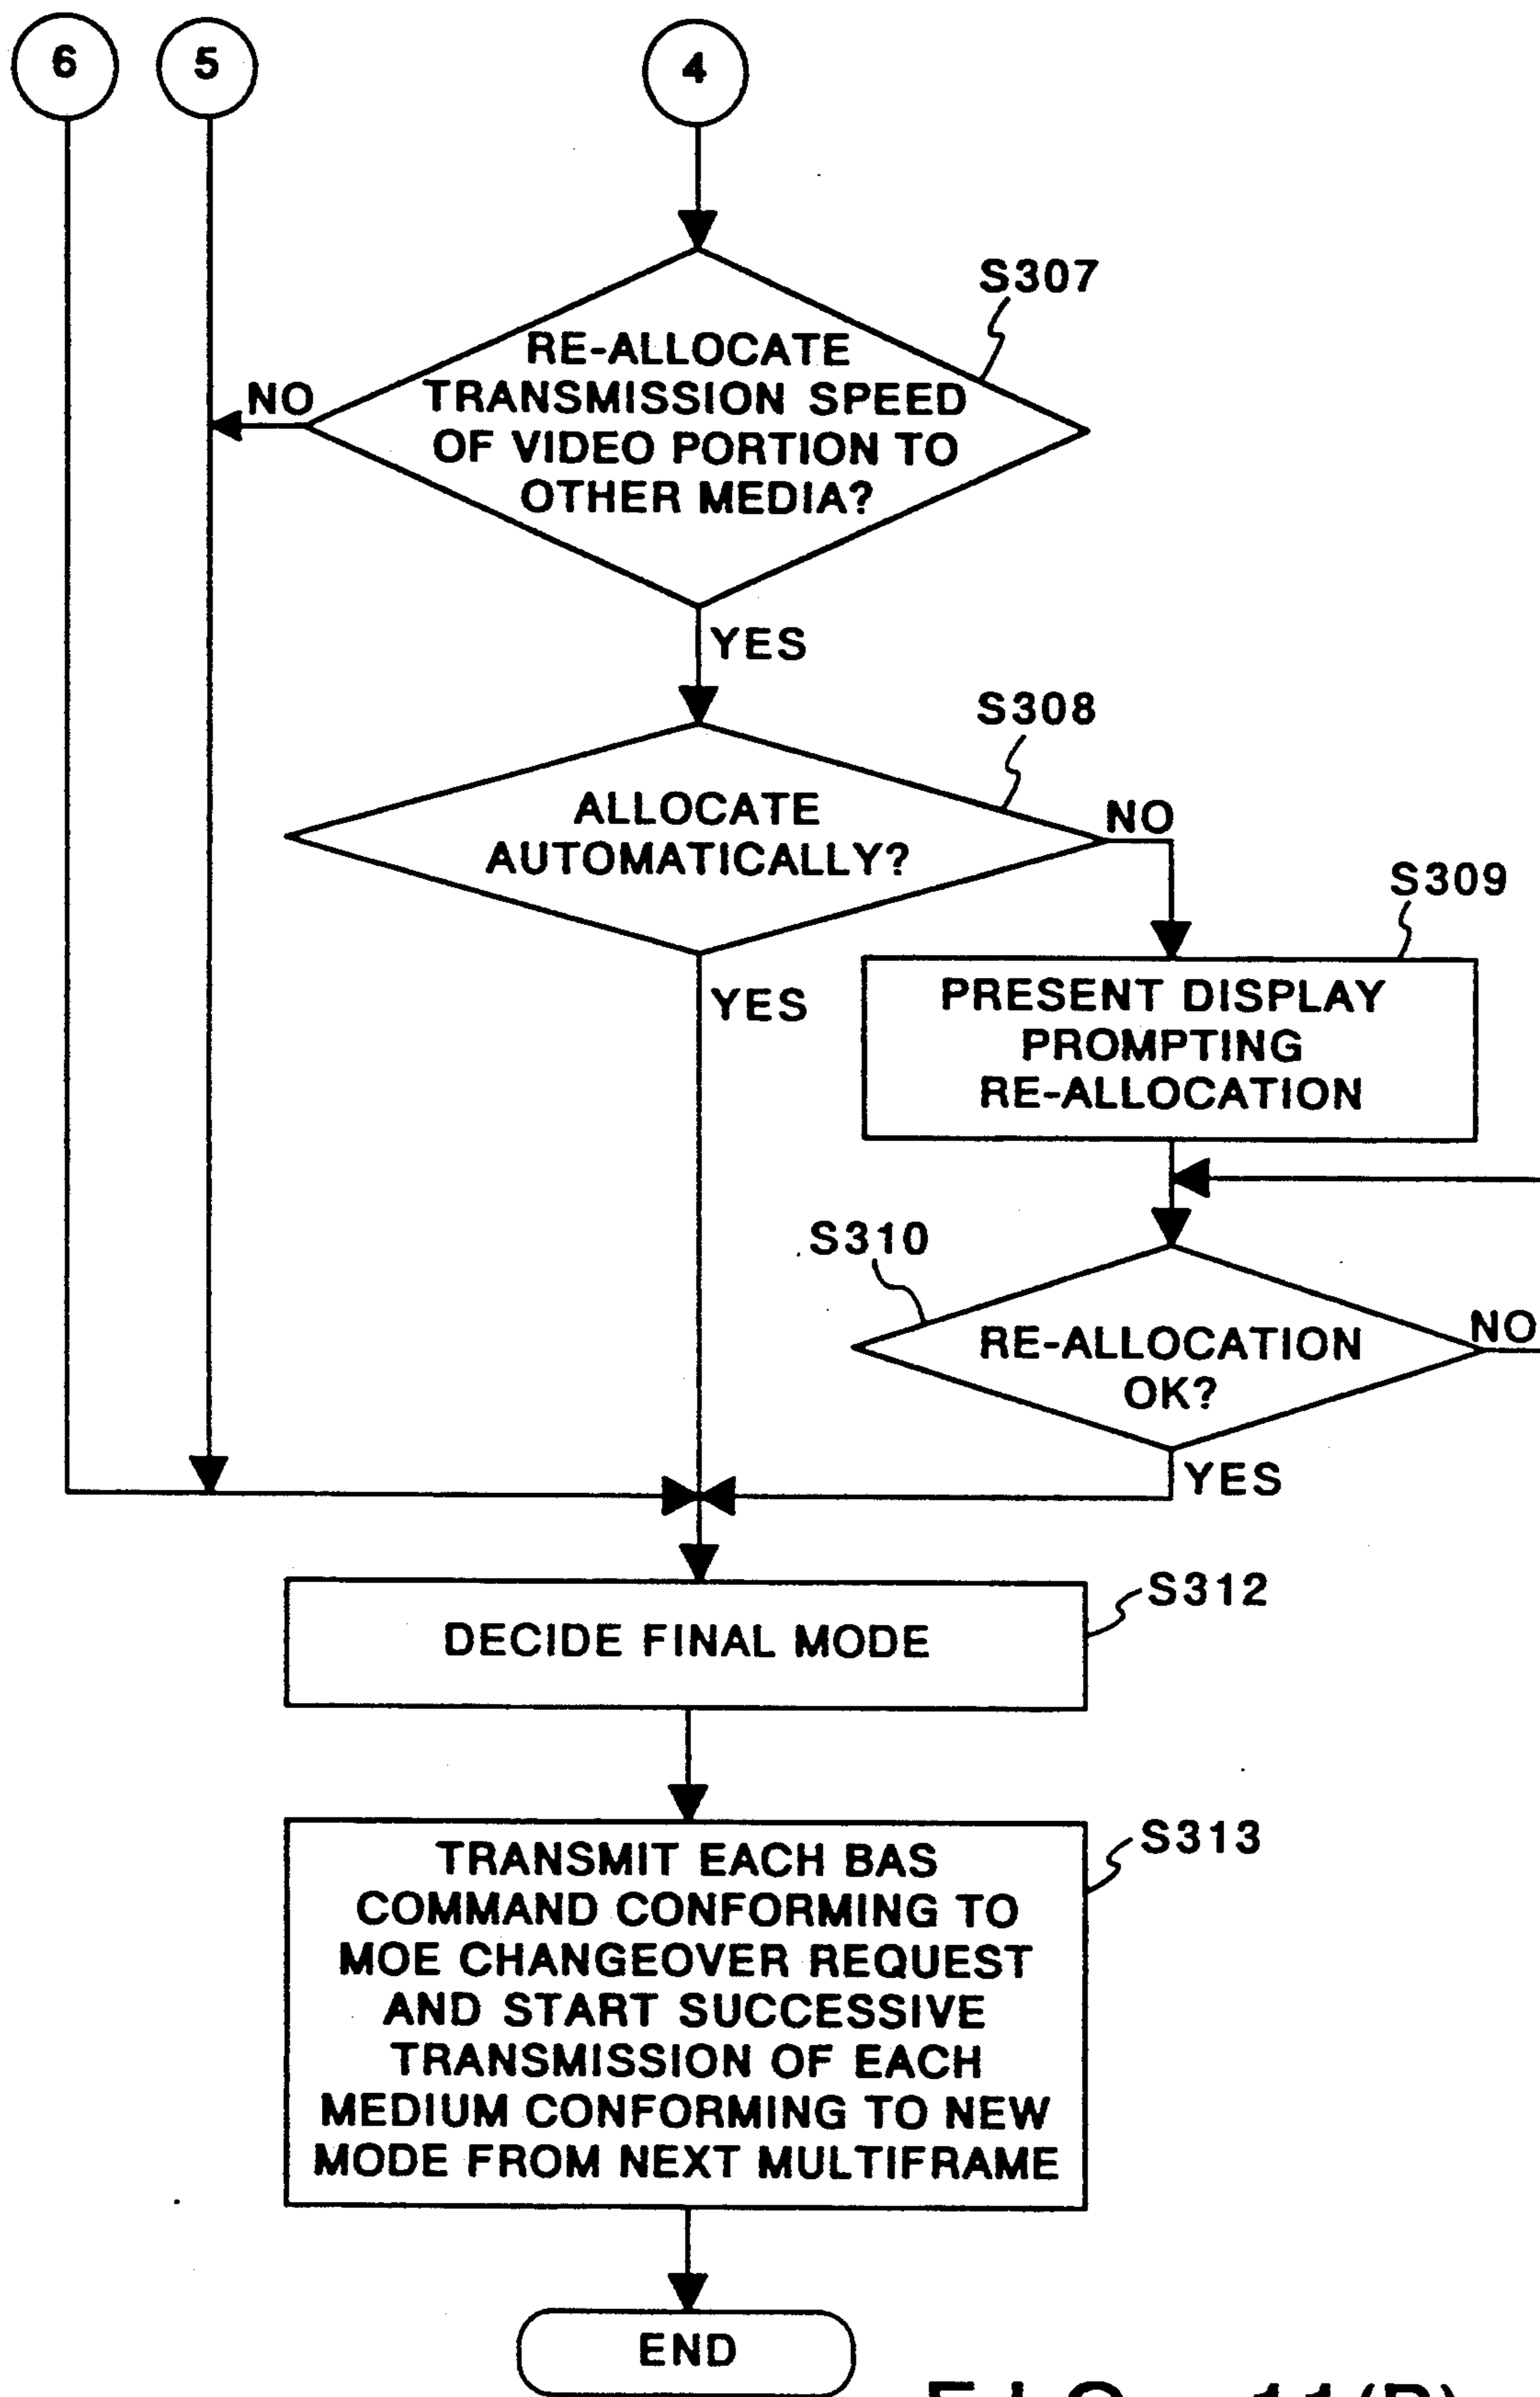 6
5
4
S307
RE-ALLOCATE
TRANSMISSION SPEED
OF VIDEO PORTION TO
OTHER MEDIA?
NO
YES
S308
ALLOCATE
AUTOMATICALLY?
NO
YES
S309
PRESENT DISPLAY
PROMPTING
RE-ALLOCATION
S310
RE-ALLOCATION
OK?
NO
YES
S312
DECIDE FINAL MODE
S313
TRANSMIT EACH BAS
COMMAND CONFORMING TO
MOE CHANGEOVER REQUEST
AND START SUCCESSIVE
TRANSMISSION OF EACH
MEDIUM CONFORMING TO NEW
MODE FROM NEXT MULTIFRAME
END